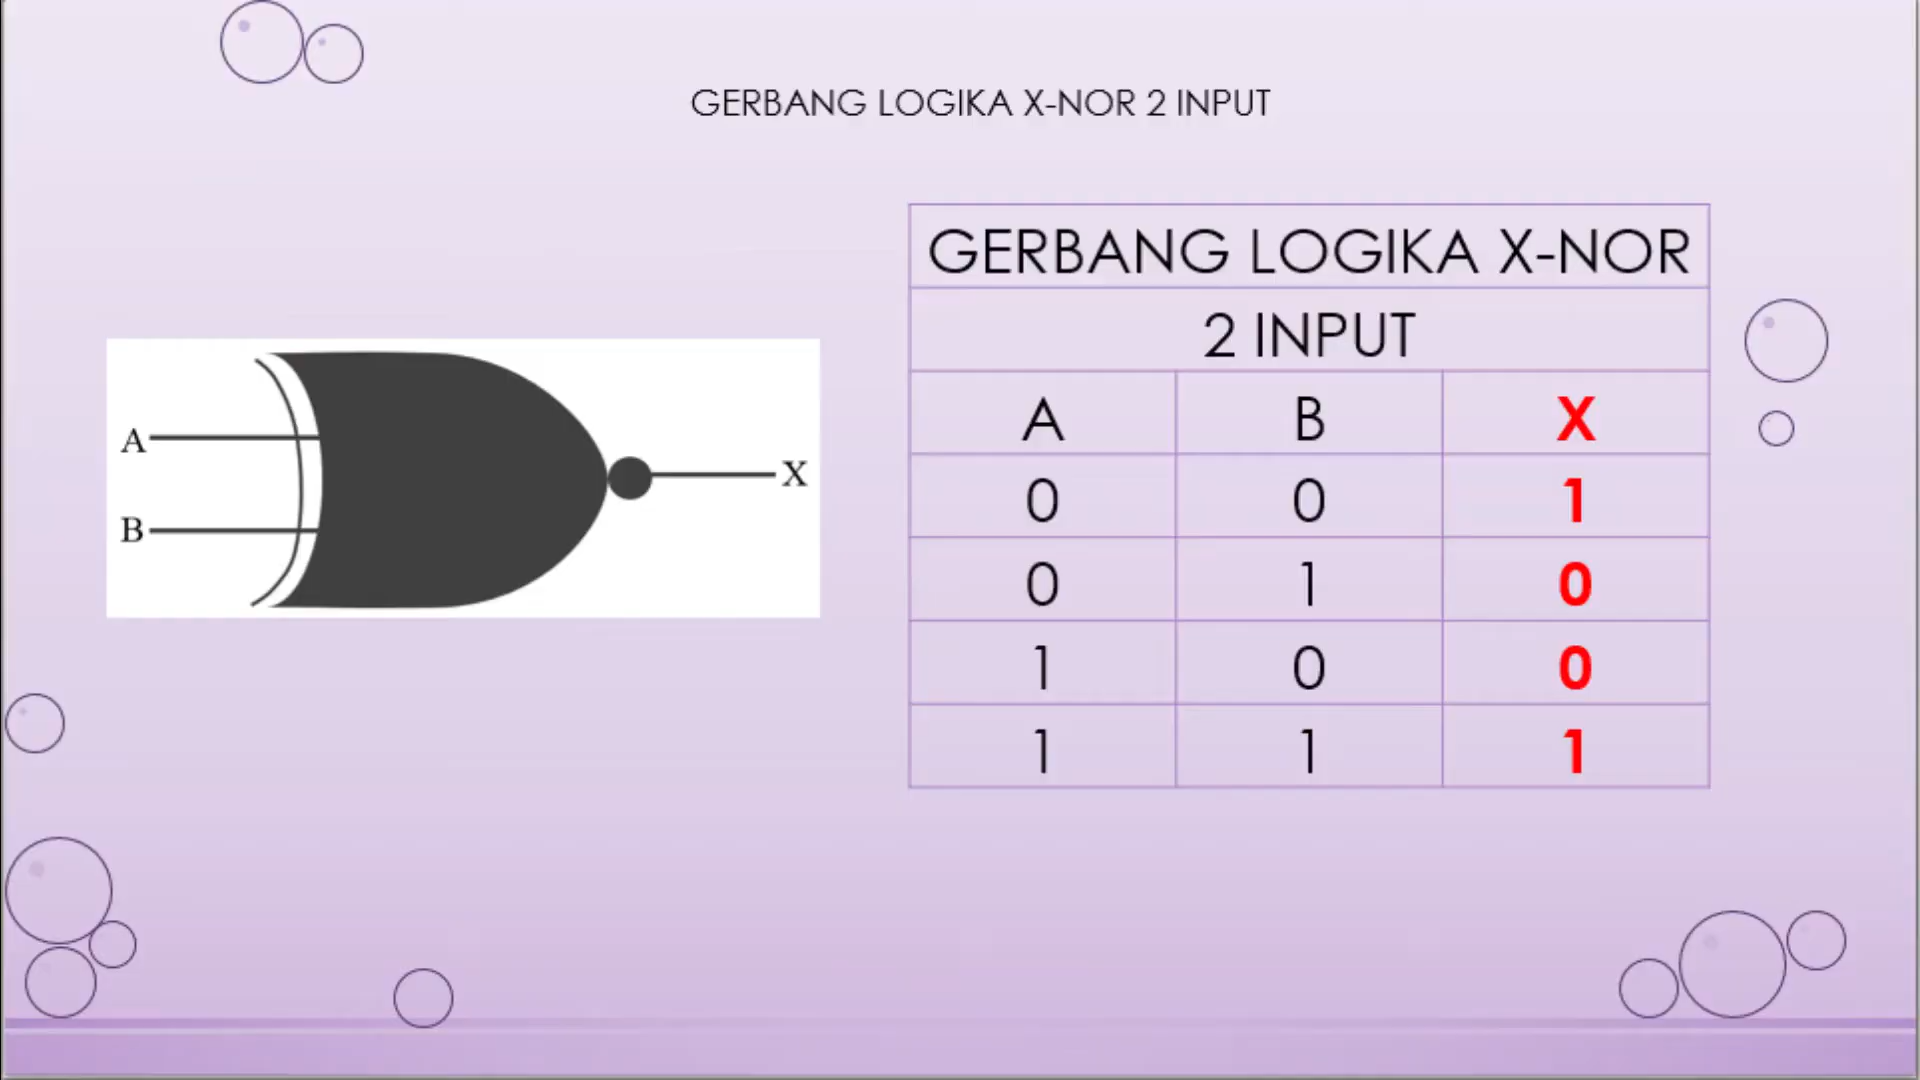 GERBANG LOGIKA X-NOR 2 INPUT
A
B
X
GERBANG LOGIKA X-NOR
2 INPUT
A B X
0 0 1
0 1 0
1 0 0
1 1 1